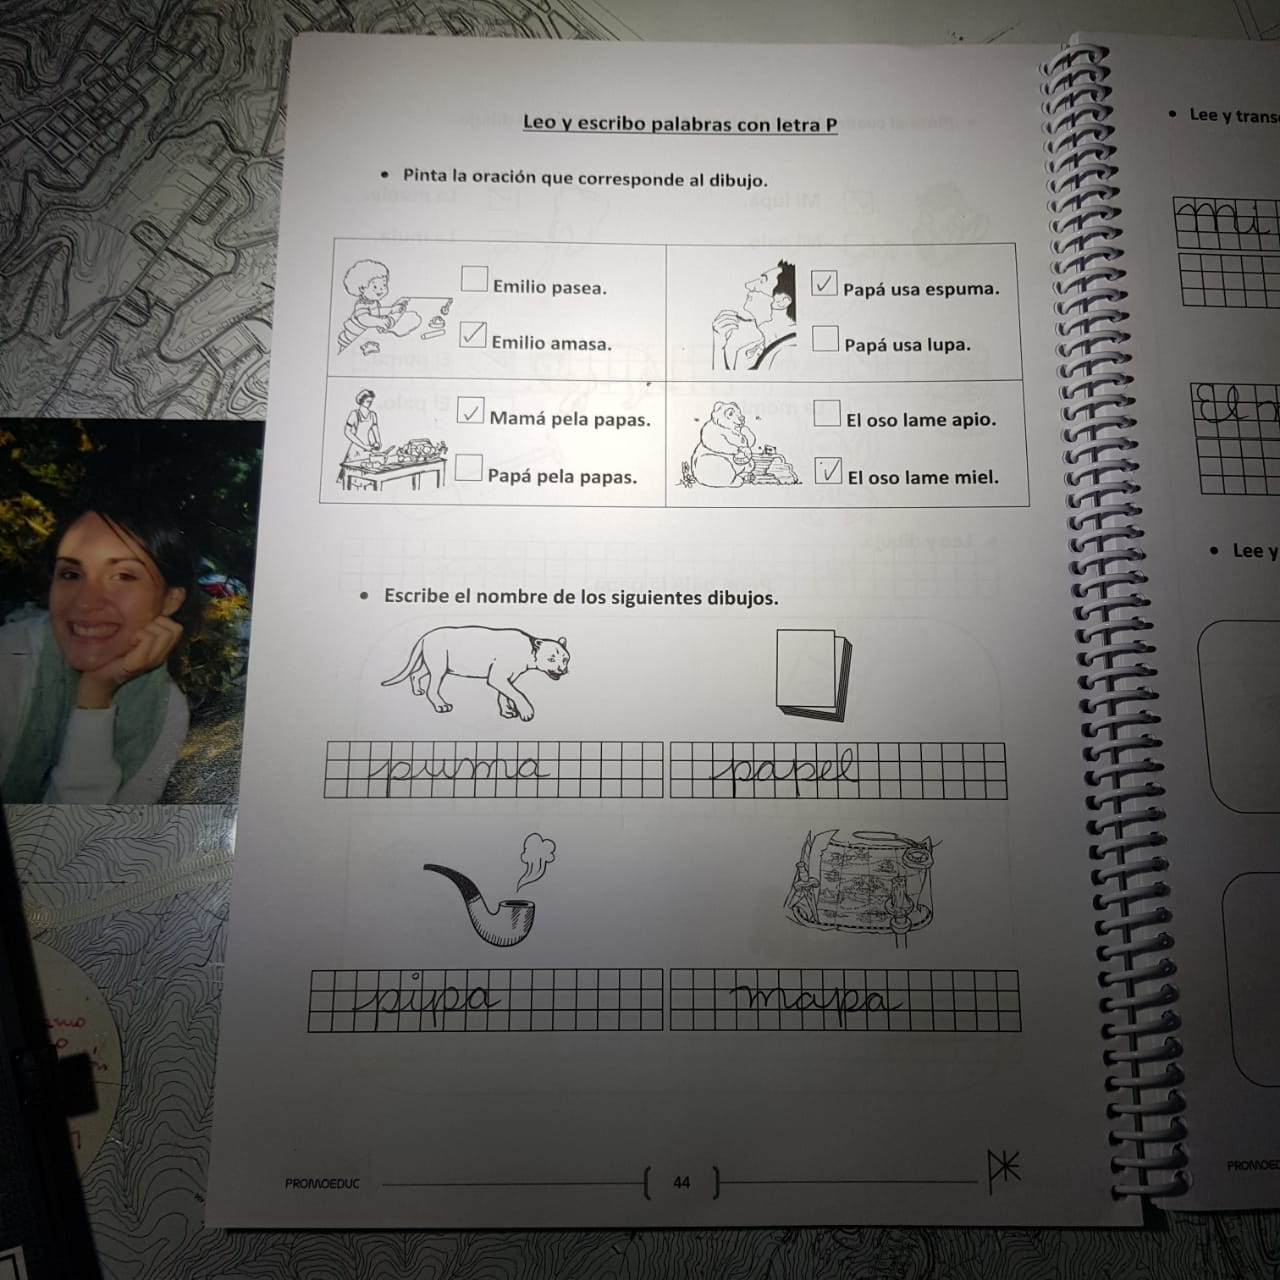 Leo y escribo palabras con letra P
• Pinta la oración que corresponde al dibujo.
Emilio pasea.
✓ Emilio amasa.
✓ Papá usa espuma.
Papá usa lupa.
✓ Mamá pela papas.
Papá pela papas.
El oso lame apio.
✓ El oso lame miel.
• Escribe el nombre de los siguientes dibujos.
puma
papel
pipa
mapa
PROMOEDUC
44
• Lee y trans
mi
El
• Lee y